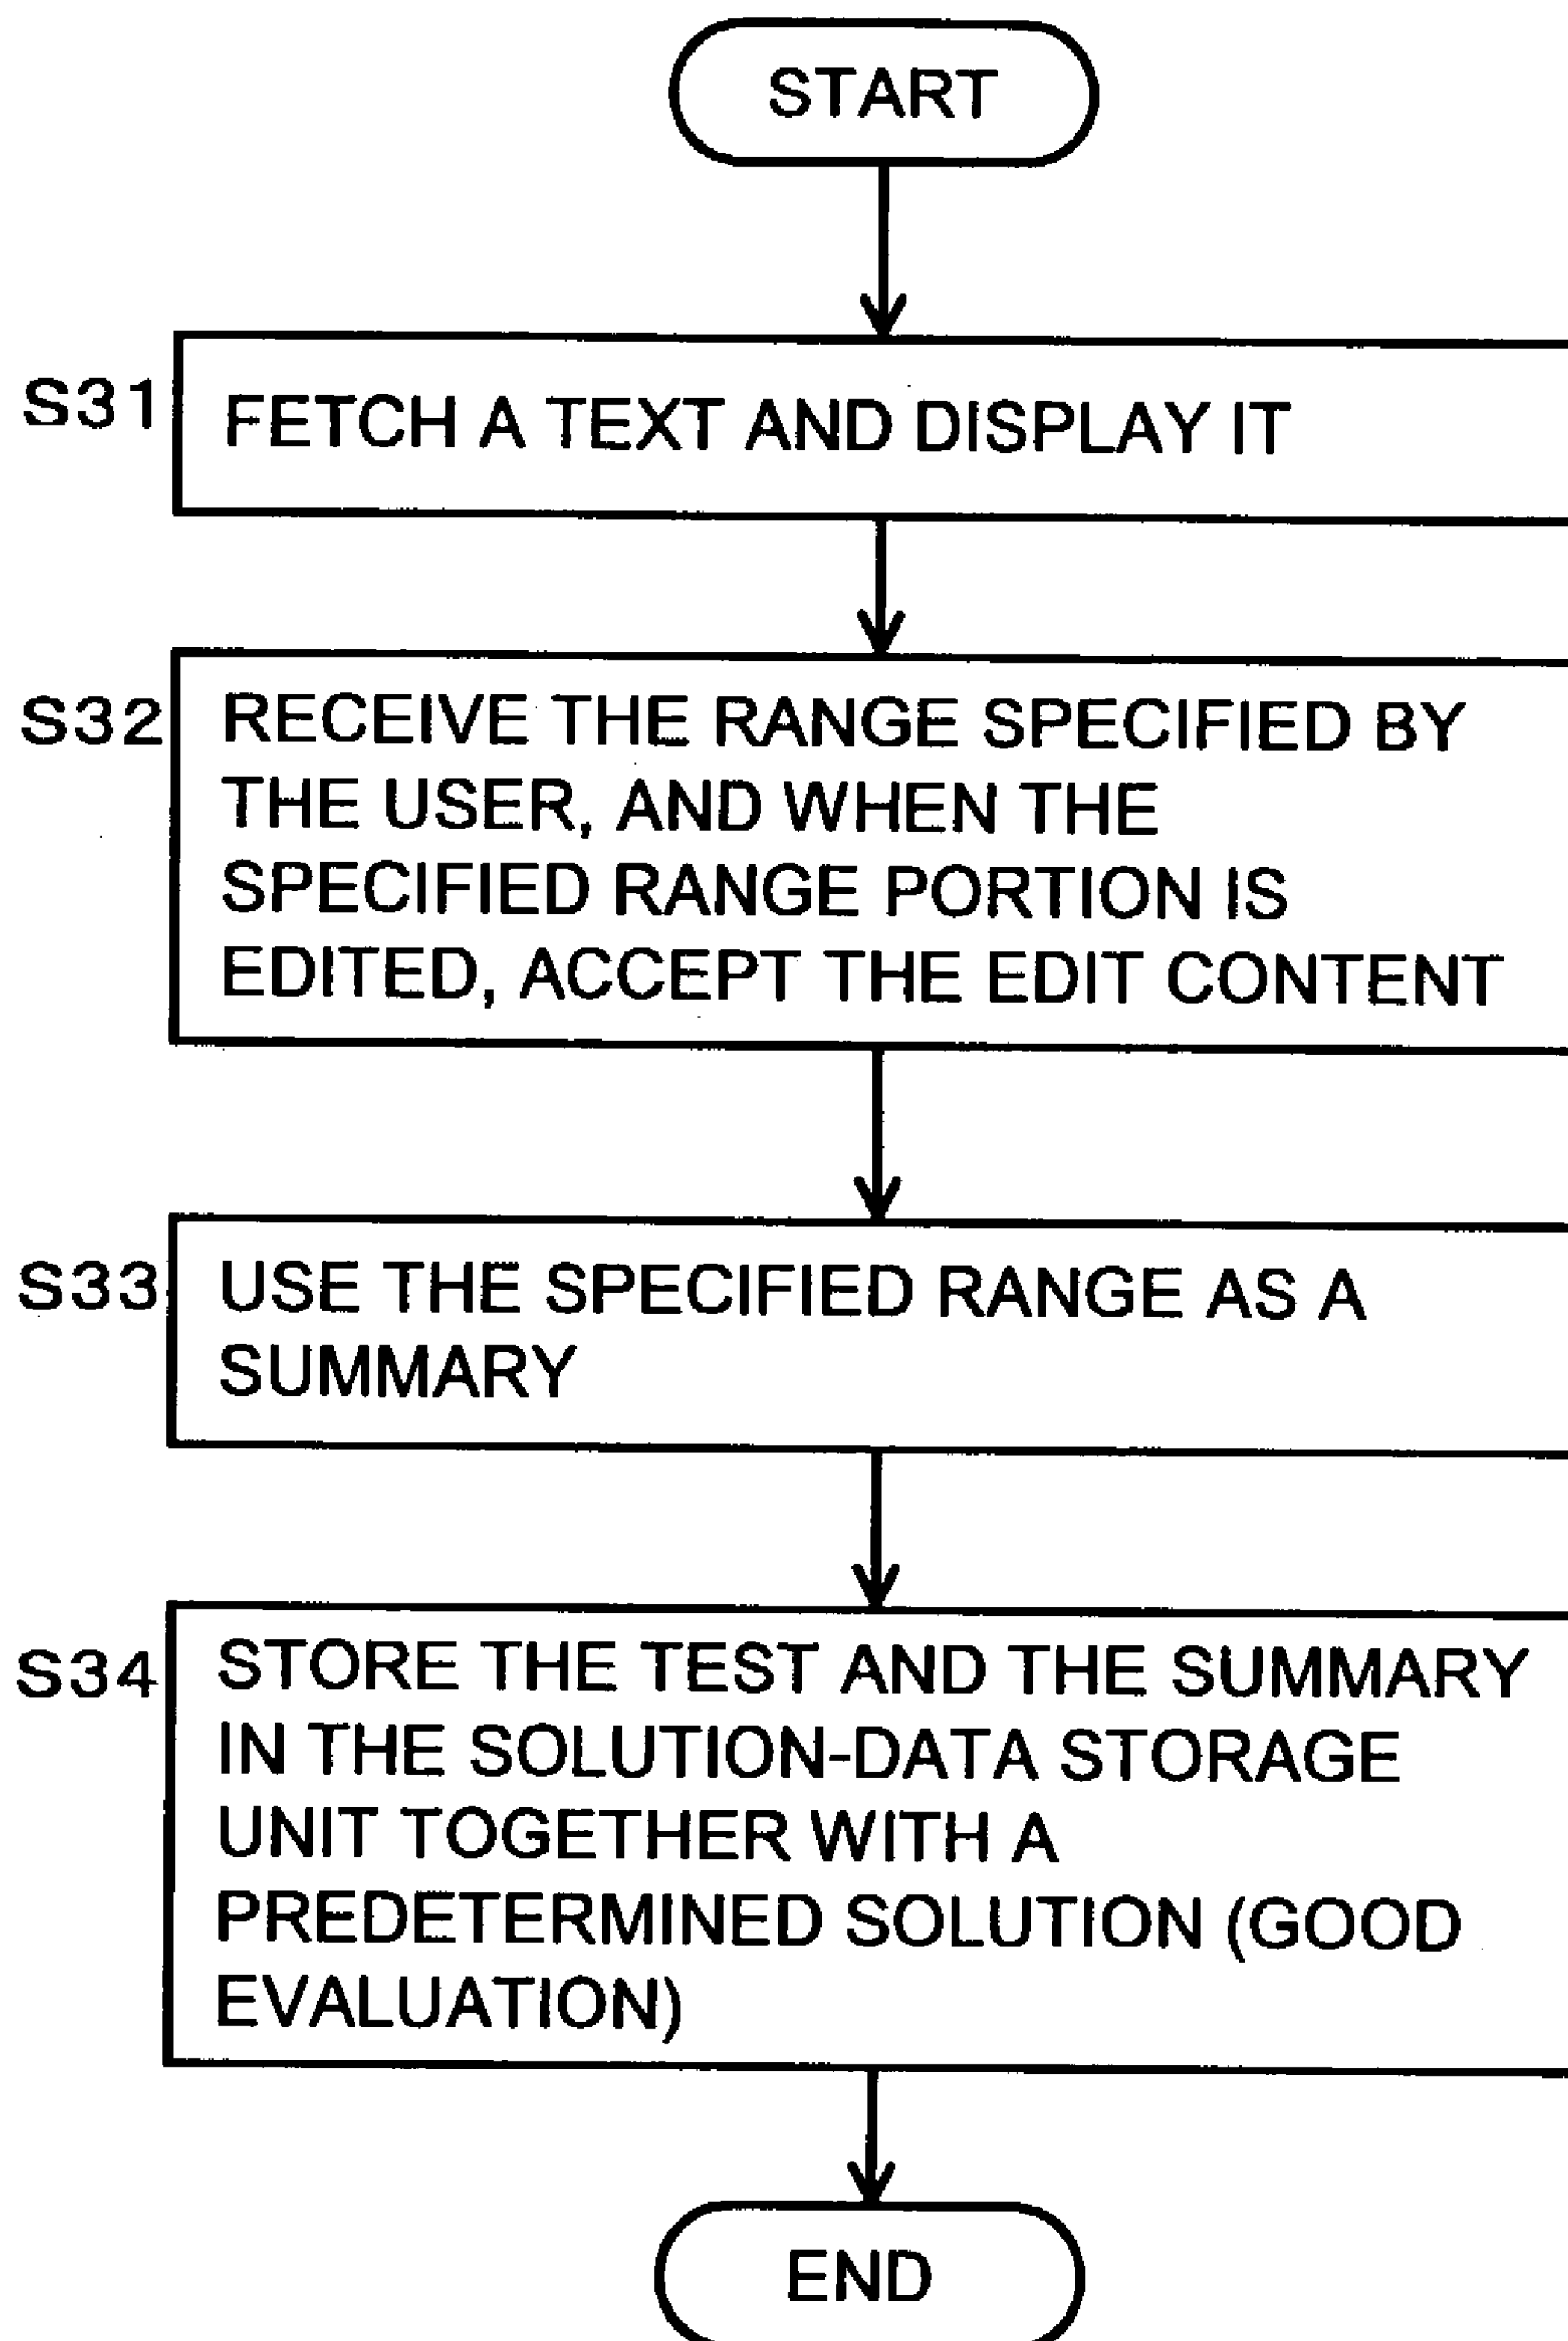 START
S31
FETCH A TEXT AND DISPLAY IT
S32
RECEIVE THE RANGE SPECIFIED BY
THE USER, AND WHEN THE
SPECIFIED RANGE PORTION IS
EDITED, ACCEPT THE EDIT CONTENT
S33
USE THE SPECIFIED RANGE AS A
SUMMARY
S34
STORE THE TEST AND THE SUMMARY
IN THE SOLUTION-DATA STORAGE
UNIT TOGETHER WITH A
PREDETERMINED SOLUTION (GOOD
EVALUATION)
END